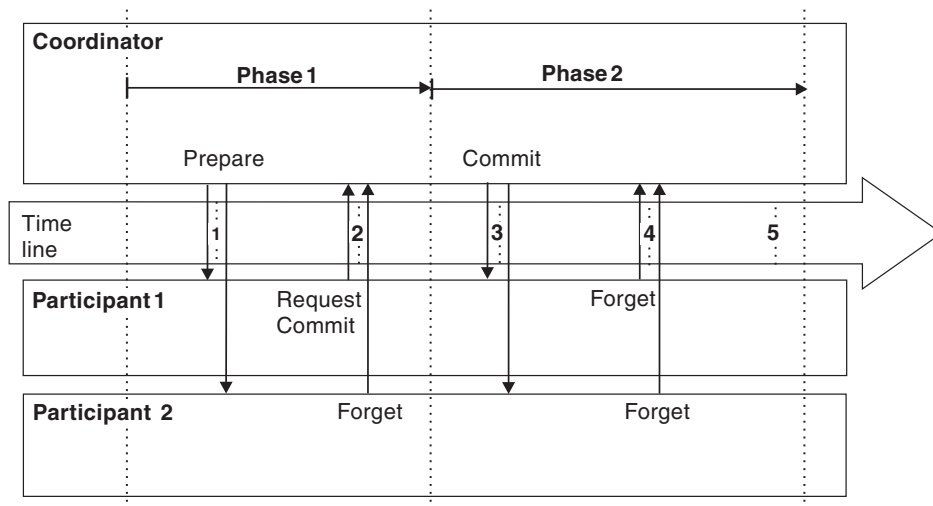 Coordinator
Phase 1
Phase 2
Prepare
Commit
Time
line
1
2
3
4
5
Participant 1
Request
Commit
Forget
Participant 2
Forget
Forget